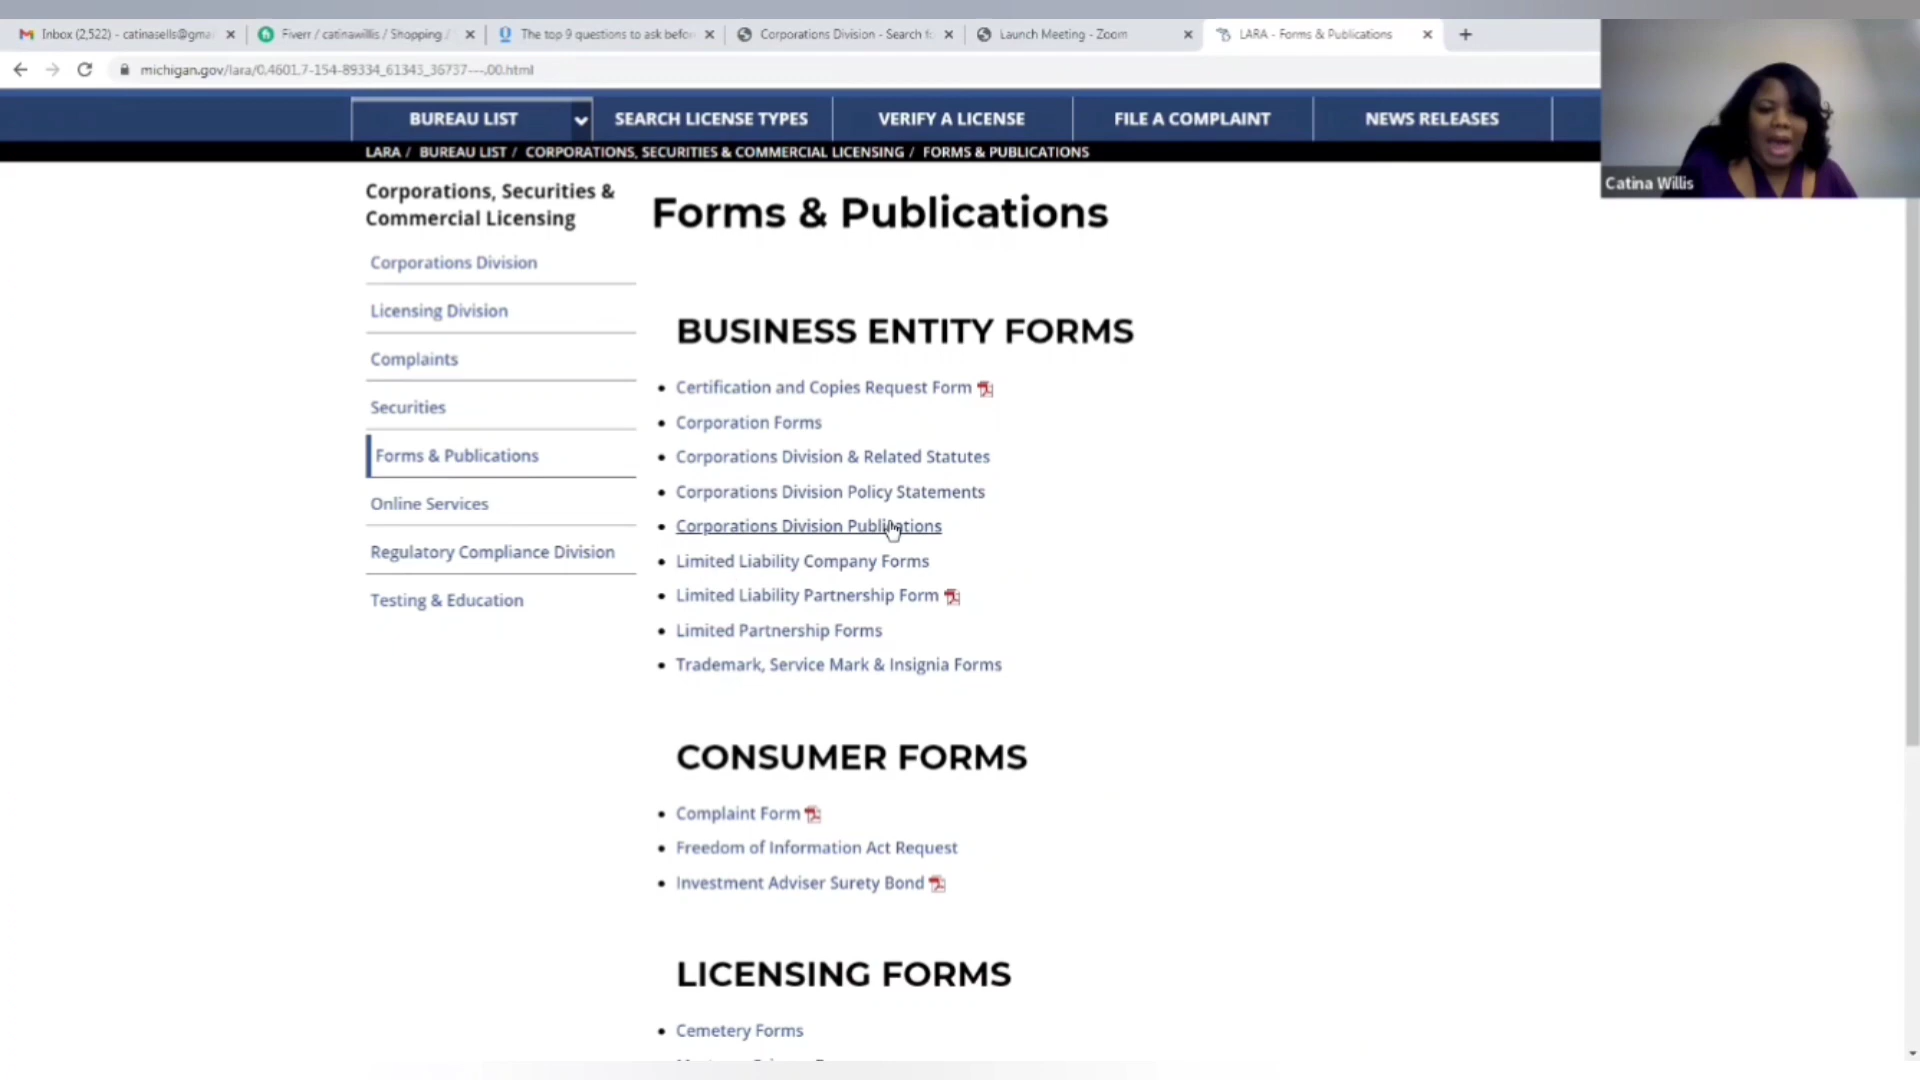 Inbox (2,522) - catinasells@gma
Fiverr / catinawillis / Shopping /
The top 9 questions to ask befor
Corporations Division - Search fo
Launch Meeting - Zoom
LARA - Forms & Publications
michigan.gov/lara/0,4601,7-154-89334_61343_36737---,00.html
BUREAU LIST
SEARCH LICENSE TYPES
VERIFY A LICENSE
FILE A COMPLAINT
NEWS RELEASES
LARA / BUREAU LIST / CORPORATIONS, SECURITIES & COMMERCIAL LICENSING / FORMS & PUBLICATIONS
Catina Willis
Corporations, Securities &
Commercial Licensing
Corporations Division
Licensing Division
Complaints
Securities
Forms & Publications
Online Services
Regulatory Compliance Division
Testing & Education
Forms & Publications
BUSINESS ENTITY FORMS
Certification and Copies Request Form
Corporation Forms
Corporations Division & Related Statutes
Corporations Division Policy Statements
Corporations Division Publications
Limited Liability Company Forms
Limited Liability Partnership Form
Limited Partnership Forms
Trademark, Service Mark & Insignia Forms
CONSUMER FORMS
Complaint Form
Freedom of Information Act Request
Investment Adviser Surety Bond
LICENSING FORMS
Cemetery Forms